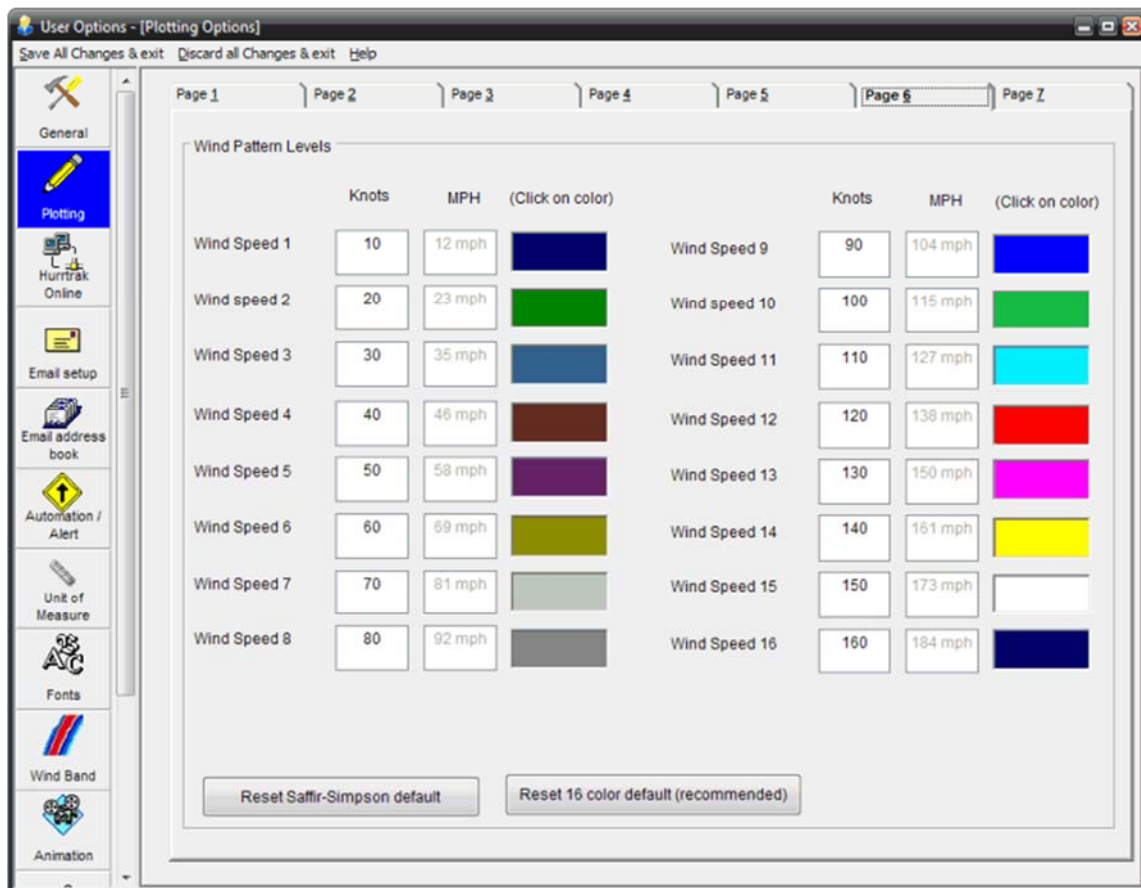 User Options - [Plotting Options]
Save All Changes & exit Discard all Changes & exit Help
General
Plotting
Hurrtrak
Online
Email setup
Email address
book
Automation /
Alert
Unit of
Measure
Fonts
Wind Band
Animation
Page 1 Page 2 Page 3 Page 4 Page 5 Page 6 Page 7
Wind Pattern Levels
Knots MPH (Click on color)
Wind Speed 1 10 12 mph
Wind speed 2 20 23 mph
Wind Speed 3 30 35 mph
Wind Speed 4 40 46 mph
Wind Speed 5 50 58 mph
Wind Speed 6 60 69 mph
Wind Speed 7 70 81 mph
Wind Speed 8 80 92 mph
Knots MPH (Click on color)
Wind Speed 9 90 104 mph
Wind speed 10 100 115 mph
Wind Speed 11 110 127 mph
Wind Speed 12 120 138 mph
Wind Speed 13 130 150 mph
Wind Speed 14 140 161 mph
Wind Speed 15 150 173 mph
Wind Speed 16 160 184 mph
Reset Saffir-Simpson default Reset 16 color default (recommended)